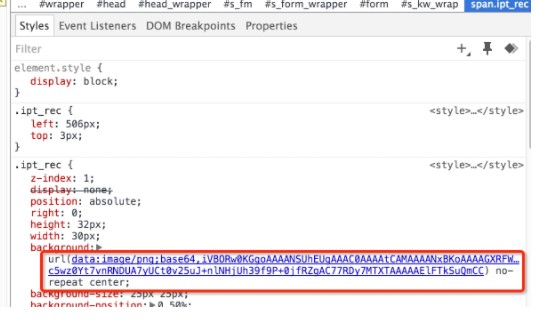 ... #wrapper #head #head_wrapper #s_fm #s_form_wrapper #form #s_kw_wrap span.ipt_rec
Styles Event Listeners DOM Breakpoints Properties
Filter
element.style {
display: block;
}
.ipt_rec { <style>…</style>
left: 506px;
top: 3px;
}
.ipt_rec { <style>…</style>
z-index: 1;
display: none;
position: absolute;
right: 0;
height: 32px;
width: 30px;
background:
url(data:image/png;base64,iVBORw0KGgoAAAANSUhEUgAAAC0AAAAtCAMAAAANxBKoAAAAGXRFW…
c5wz0Yt7vnRNDUA7yUCt0v25uJ+nlNHjUh39f9P+0jfRZgAC77RDy7MTXTAAAAAElFTkSuQmCC) no-
repeat center;
background-size: 25px 25px;
background-position: 0 50%;